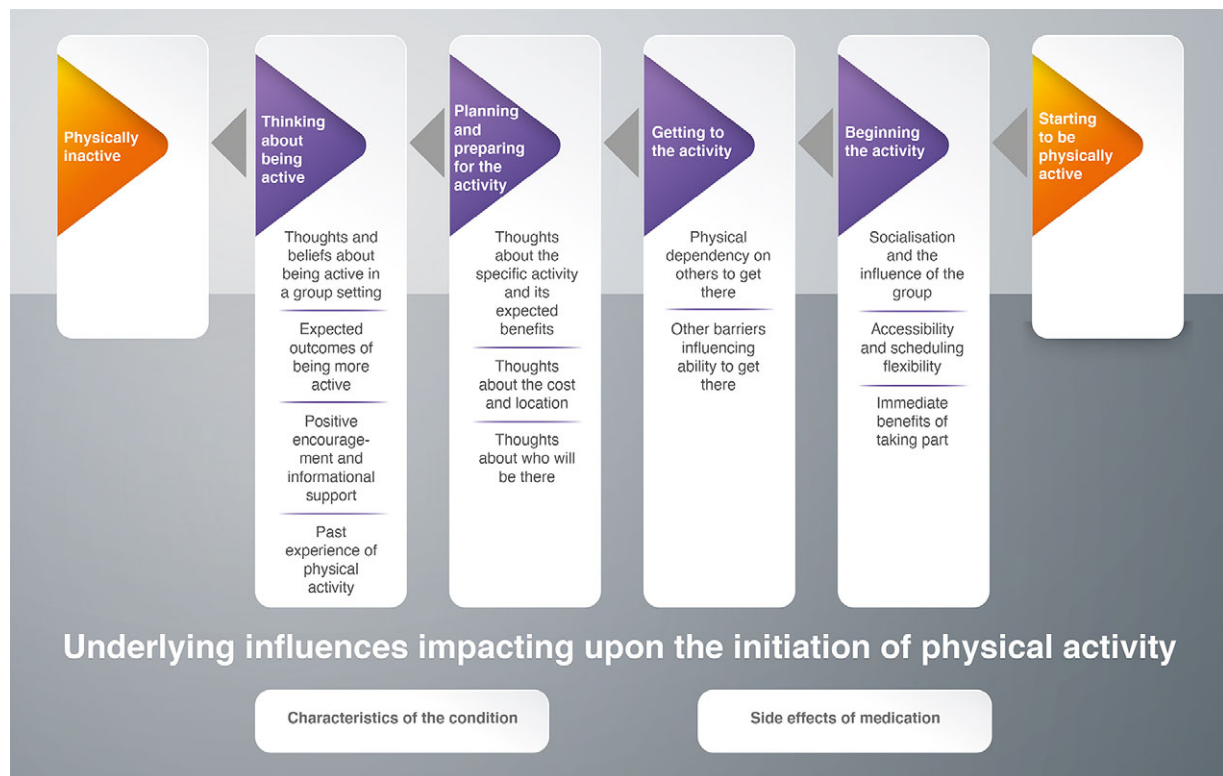 Physically
inactive
Thinking
about
being
active
Thoughts and
beliefs about
being active in
a group setting
Expected
outcomes of
being more
active
Positive
encourage-
ment and
informational
support
Past
experience of
physical
activity
Planning
and
preparing
for the
activity
Thoughts
about the
specific activity
and its
expected
benefits
Thoughts
about the cost
and location
Thoughts
about who will
be there
Getting to
the activity
Physical
dependency on
others to get
there
Other barriers
influencing
ability to get
there
Beginning
the activity
Socialisation
and the
influence of the
group
Accessibility
and scheduling
flexibility
Immediate
benefits of
taking part
Starting
to be
physically
active
Underlying influences impacting upon the initiation of physical activity
Characteristics of the condition
Side effects of medication